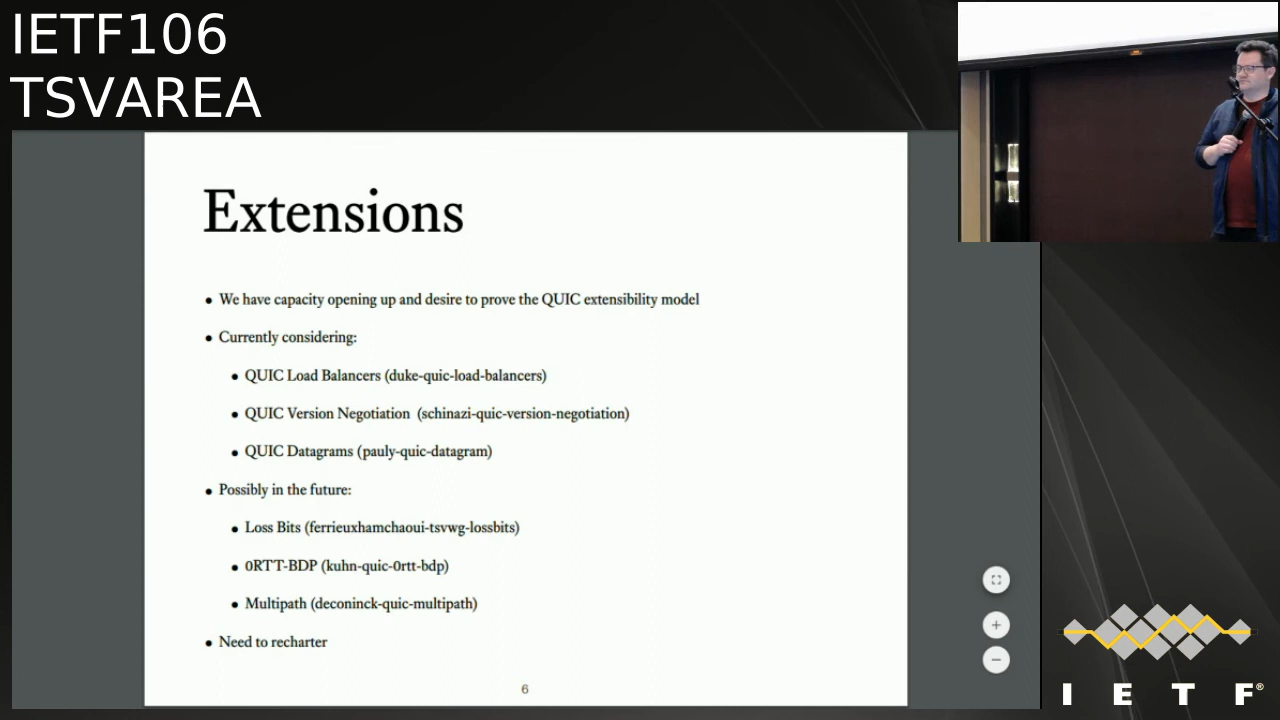 IETF106
TSVAREA
Extensions
• We have capacity opening up and desire to prove the QUIC extensibility model
• Currently considering:
• QUIC Load Balancers (duke-quic-load-balancers)
• QUIC Version Negotiation (schinazi-quic-version-negotiation)
• QUIC Datagrams (pauly-quic-datagram)
• Possibly in the future:
• Loss Bits (ferrieuxhamchaoui-tsvwg-lossbits)
• 0RTT-BDP (kuhn-quic-0rtt-bdp)
• Multipath (deconinck-quic-multipath)
• Need to recharter
6
I E T F®